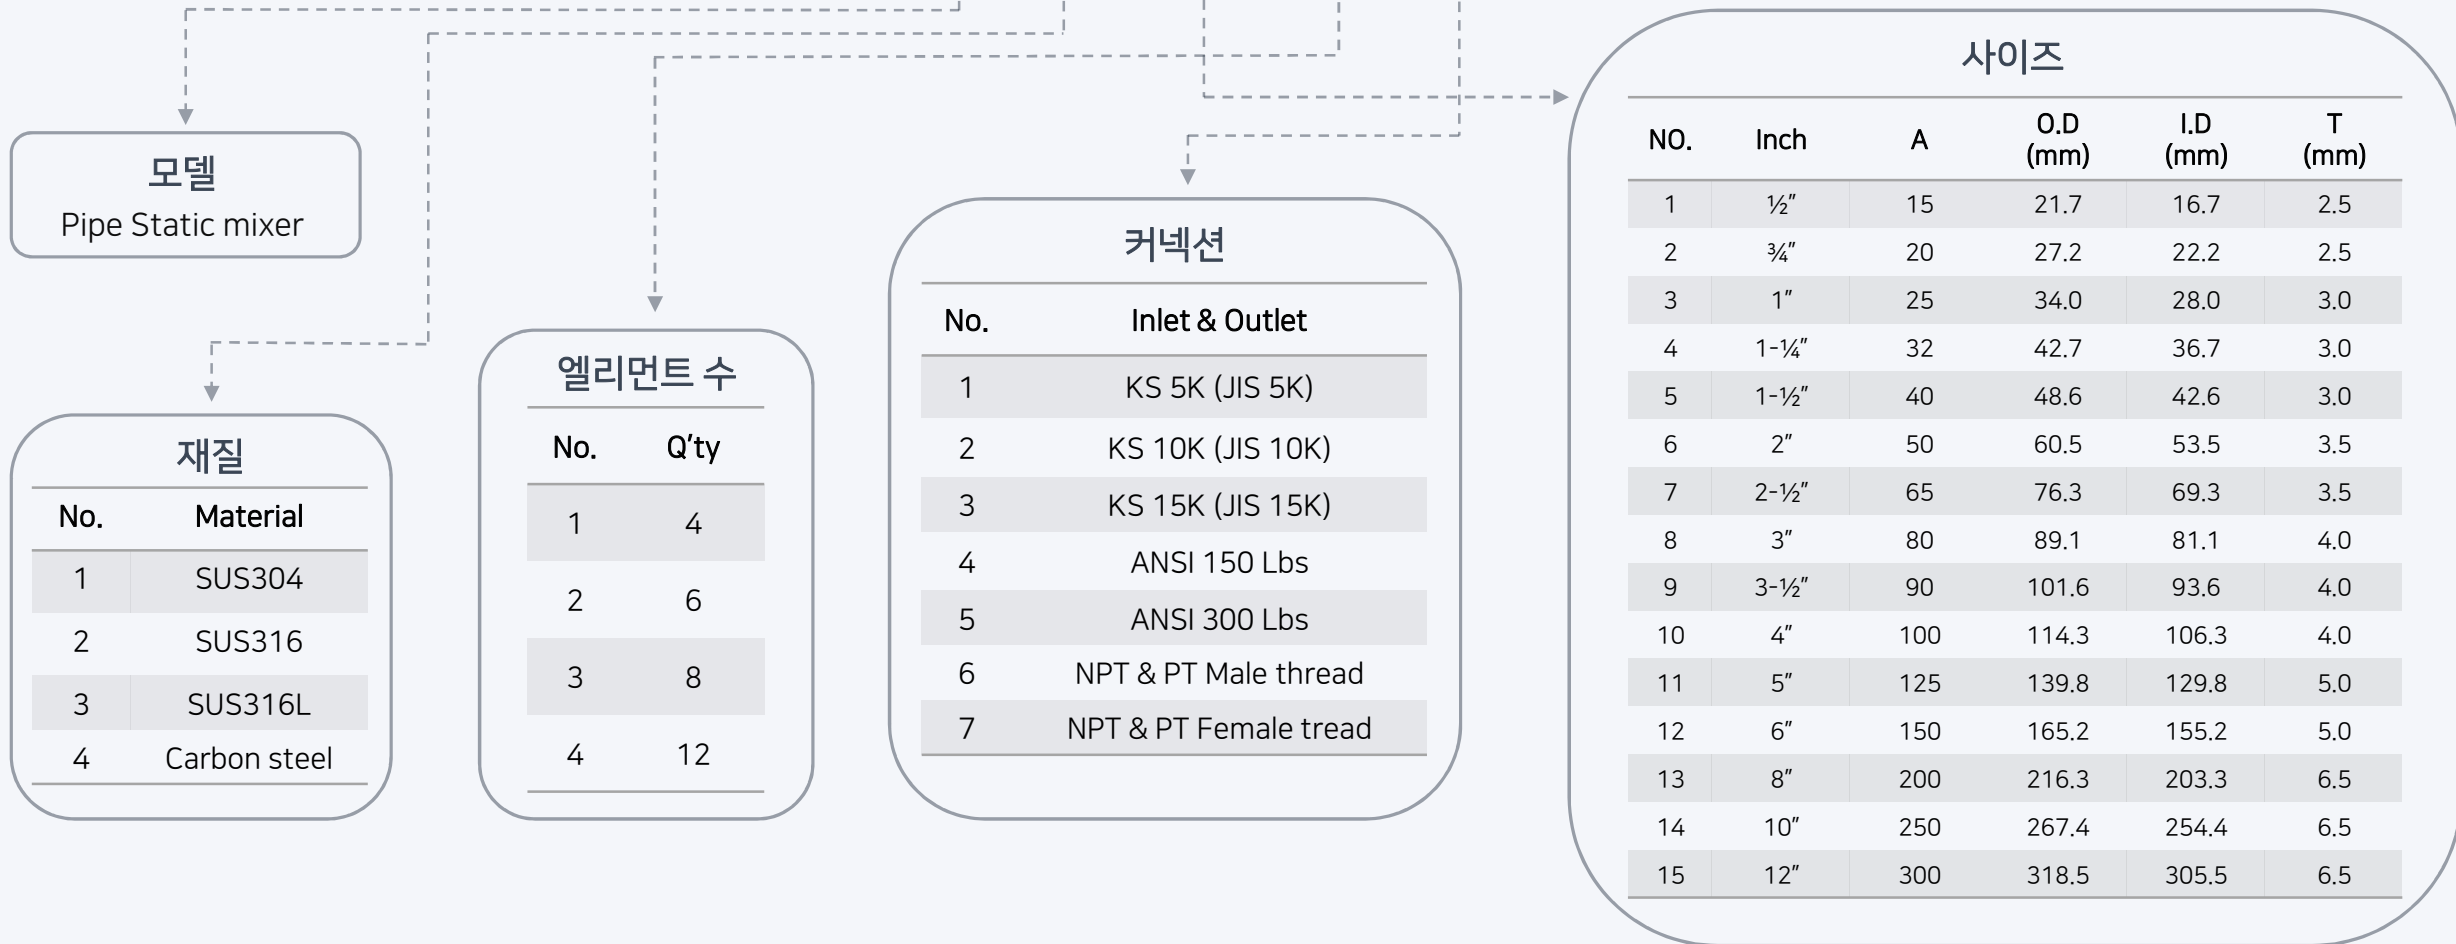 모델
Pipe Static mixer
재질
No. Material
1 SUS304
2 SUS316
3 SUS316L
4 Carbon steel
엘리먼트 수
No. Q'ty
1 4
2 6
3 8
4 12
커넥션
No. Inlet & Outlet
1 KS 5K (JIS 5K)
2 KS 10K (JIS 10K)
3 KS 15K (JIS 15K)
4 ANSI 150 Lbs
5 ANSI 300 Lbs
6 NPT & PT Male thread
7 NPT & PT Female tread
사이즈
NO. Inch A O.D (mm) I.D (mm) T (mm)
1 ½" 15 21.7 16.7 2.5
2 ¾" 20 27.2 22.2 2.5
3 1" 25 34.0 28.0 3.0
4 1-¼" 32 42.7 36.7 3.0
5 1-½" 40 48.6 42.6 3.0
6 2" 50 60.5 53.5 3.5
7 2-½" 65 76.3 69.3 3.5
8 3" 80 89.1 81.1 4.0
9 3-½" 90 101.6 93.6 4.0
10 4" 100 114.3 106.3 4.0
11 5" 125 139.8 129.8 5.0
12 6" 150 165.2 155.2 5.0
13 8" 200 216.3 203.3 6.5
14 10" 250 267.4 254.4 6.5
15 12" 300 318.5 305.5 6.5